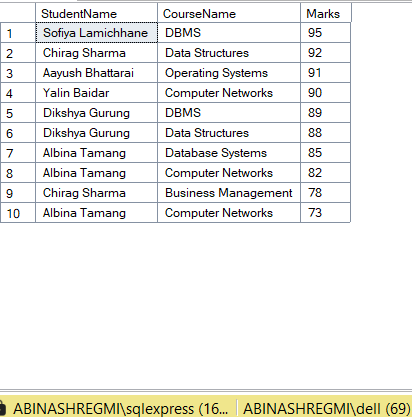 StudentName CourseName Marks
1 Sofiya Lamichhane DBMS 95
2 Chirag Sharma Data Structures 92
3 Aayush Bhattarai Operating Systems 91
4 Yalin Baidar Computer Networks 90
5 Dikshya Gurung DBMS 89
6 Dikshya Gurung Data Structures 88
7 Albina Tamang Database Systems 85
8 Albina Tamang Computer Networks 82
9 Chirag Sharma Business Management 78
10 Albina Tamang Computer Networks 73
ABINASHREGMI\sqlexpress (16... ABINASHREGMI\dell (69)